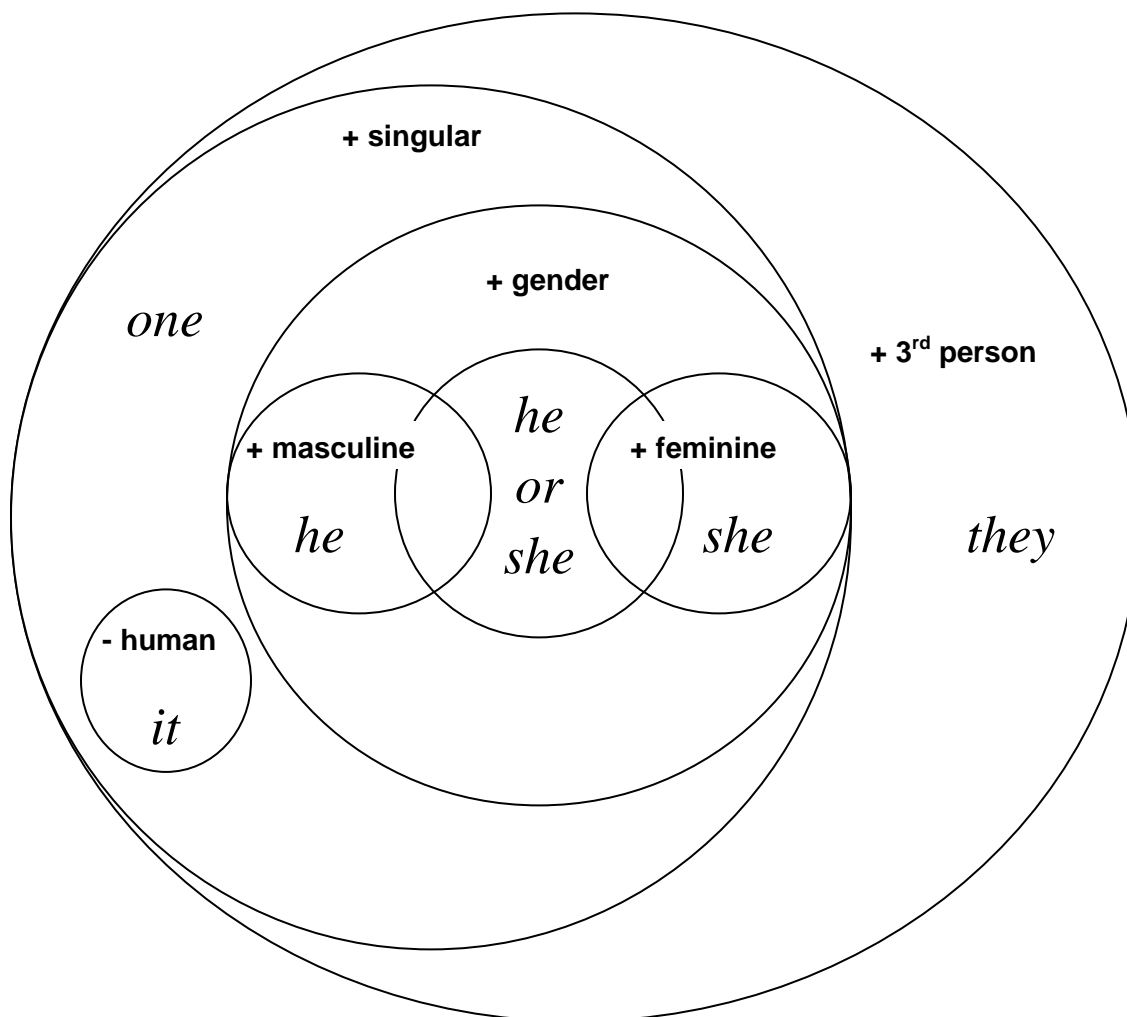 + singular
+ gender
one
+ 3rd person
he
or
she
+ masculine
+ feminine
he
she
they
- human
it